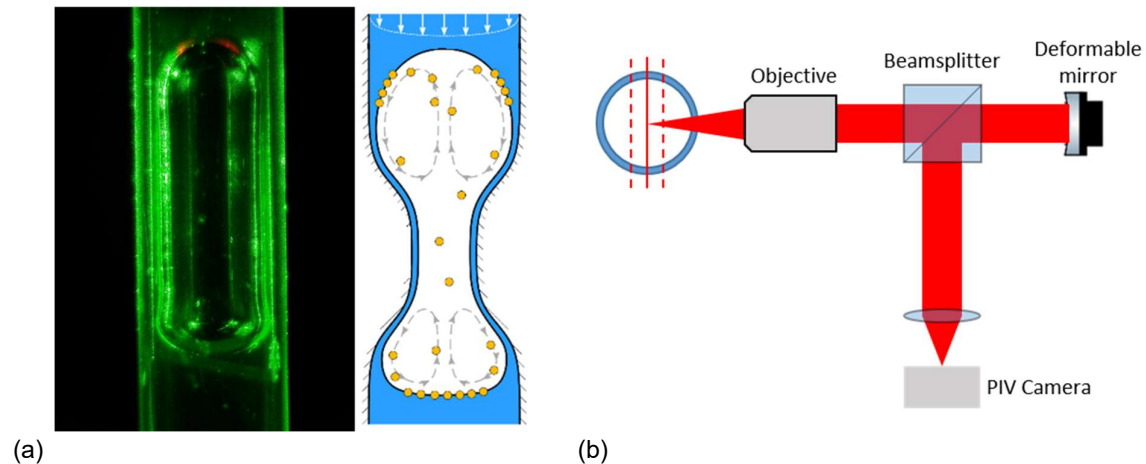 Objective
Beamsplitter
Deformable
mirror
PIV Camera
(a)
(b)